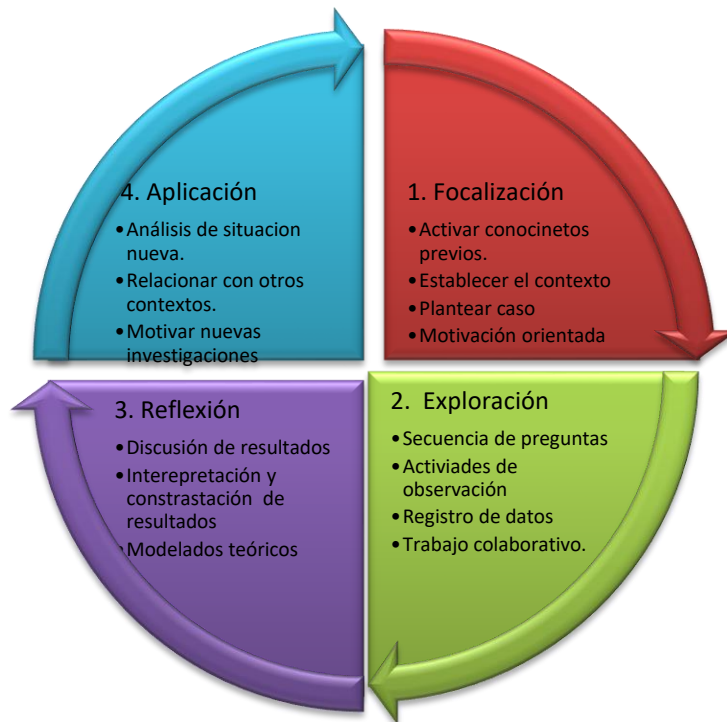 1. Focalización
•Activar conocinetos
previos.
•Establecer el contexto
•Plantear caso
•Motivación orientada
2. Exploración
•Secuencia de preguntas
•Activiades de
observación
•Registro de datos
•Trabajo colaborativo.
3. Reflexión
•Discusión de resultados
•Interepretación y
constrastación de
resultados
•Modelados teóricos
4. Aplicación
•Análisis de situacion
nueva.
•Relacionar con otros
contextos.
•Motivar nuevas
investigaciones